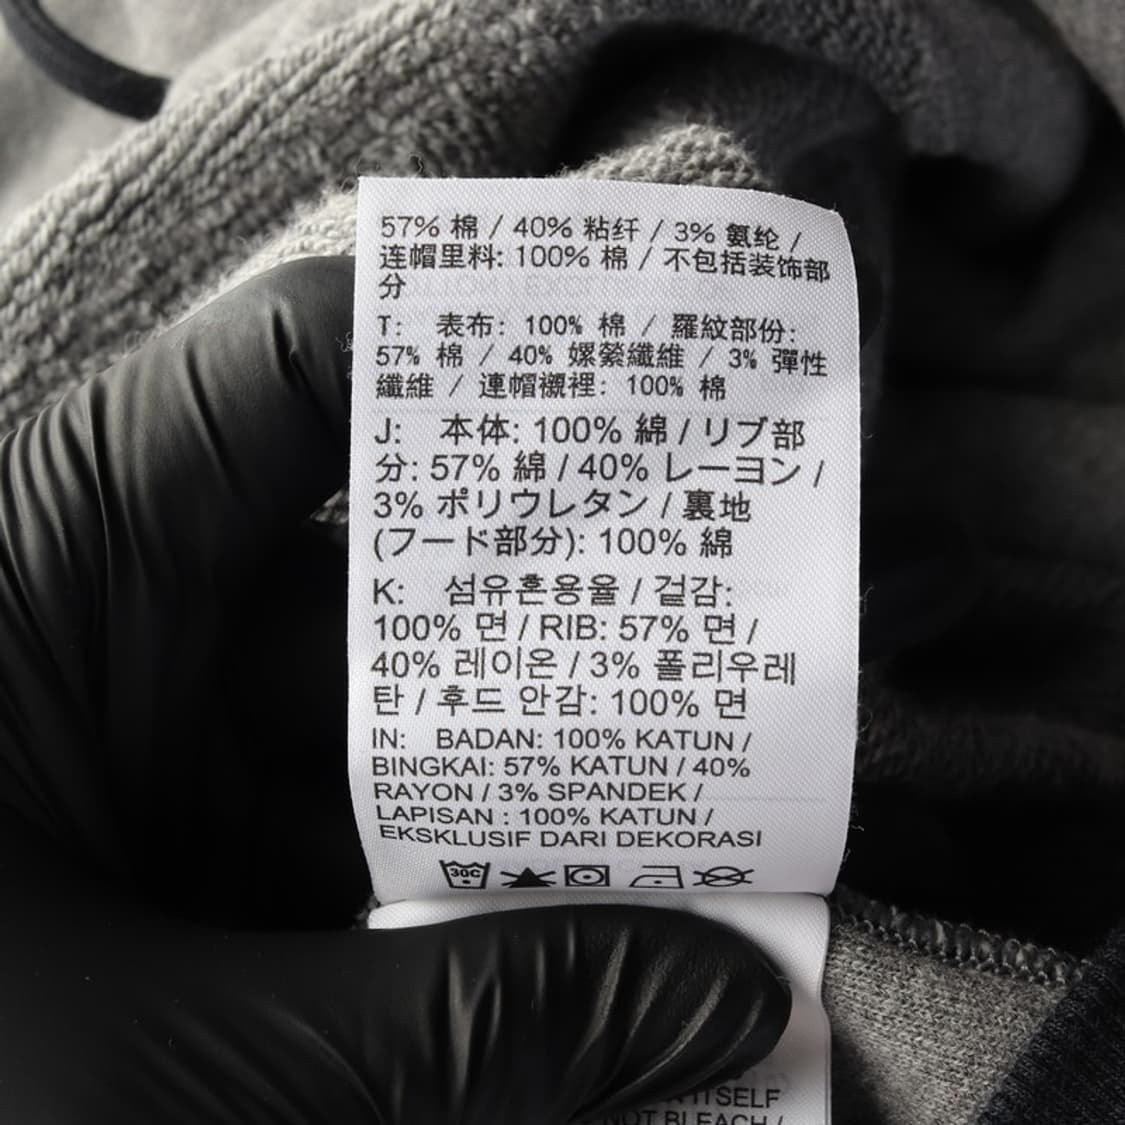 57% 棉 / 40% 粘纤 / 3% 氨纶 /
连帽里料: 100% 棉 / 不包括装饰部
分
T: 表布: 100% 棉 / 羅紋部份:
57% 棉 / 40% 嫘縈纖維 / 3% 彈性
纖維 / 連帽襯裡: 100% 棉
J: 本体: 100% 綿 / リブ部
分: 57% 綿 / 40% レーヨン /
3% ポリウレタン / 裏地
(フード部分): 100% 綿
K: 섬유혼용율 / 겉감:
100% 면 / RIB: 57% 면 /
40% 레이온 / 3% 폴리우레
탄 / 후드 안감: 100% 면
IN: BADAN: 100% KATUN /
BINGKAI: 57% KATUN / 40%
RAYON / 3% SPANDEK /
LAPISAN : 100% KATUN /
EKSKLUSIF DARI DEKORASI
30C
ITSELF
NOT BLEACH /